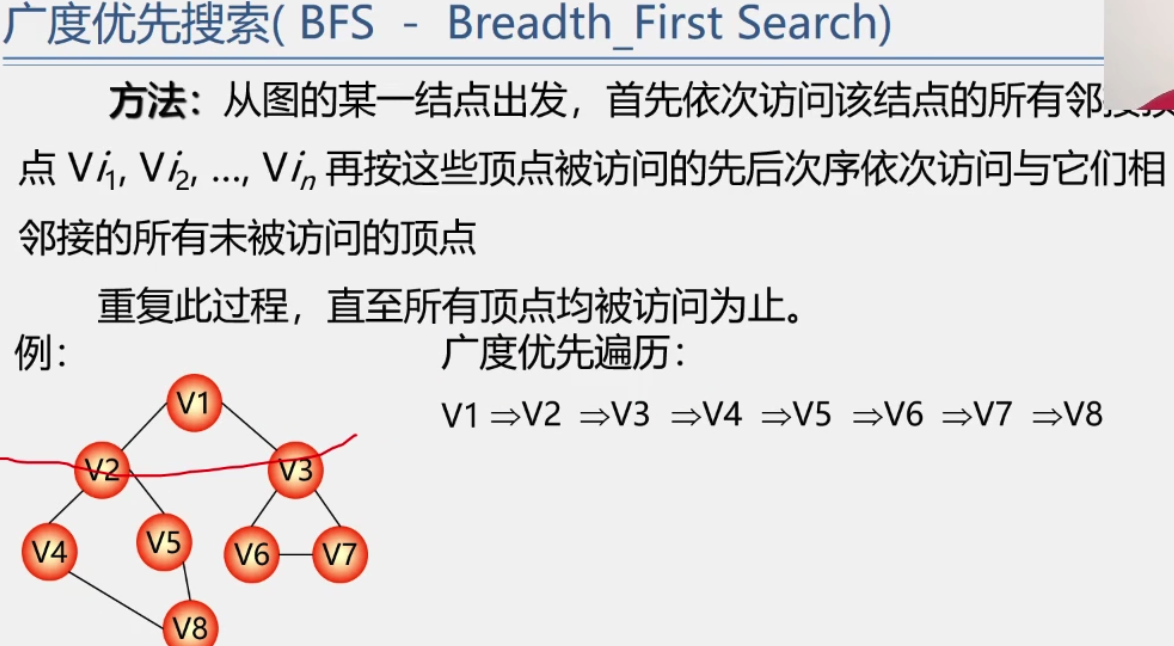 广度优先搜索( BFS - Breadth_First Search)
方法：从图的某一结点出发，首先依次访问该结点的所有邻
点 Vi1, Vi2, ..., Vin 再按这些顶点被访问的先后次序依次访问与它们相
邻接的所有未被访问的顶点
重复此过程，直至所有顶点均被访问为止。
例：
广度优先遍历：
V1 ⇒V2 ⇒V3 ⇒V4 ⇒V5 ⇒V6 ⇒V7 ⇒V8
V1
V2 V3
V4 V5 V6 V7
V8